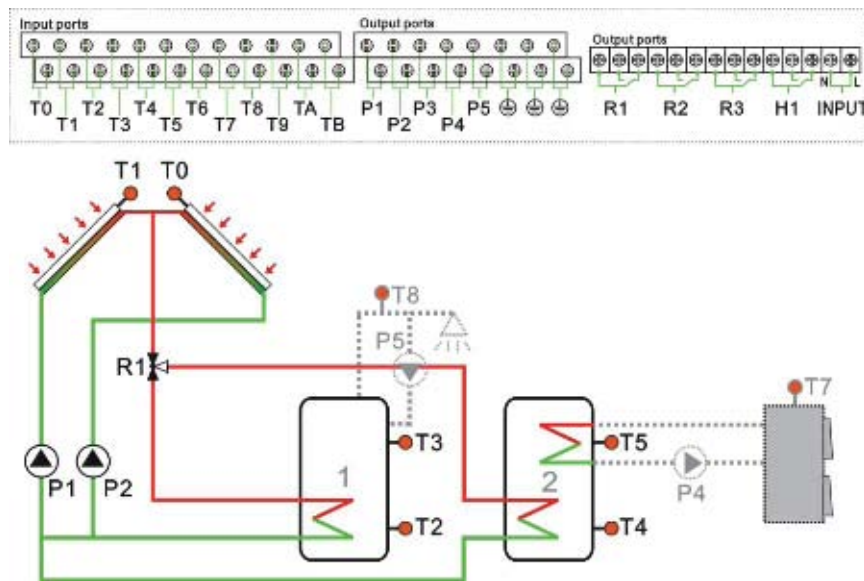 Input ports
Output ports
Output ports
T0 T2 T4 T6 T8 TA
T1 T3 T5 T7 T9 TB
P1 P3 P5
P2 P4
N L
R1 R2 R3 H1 INPUT
T1 T0
T8
P5
R1
T7
T3
T5
1
2
P1 P2
P4
T2
T4